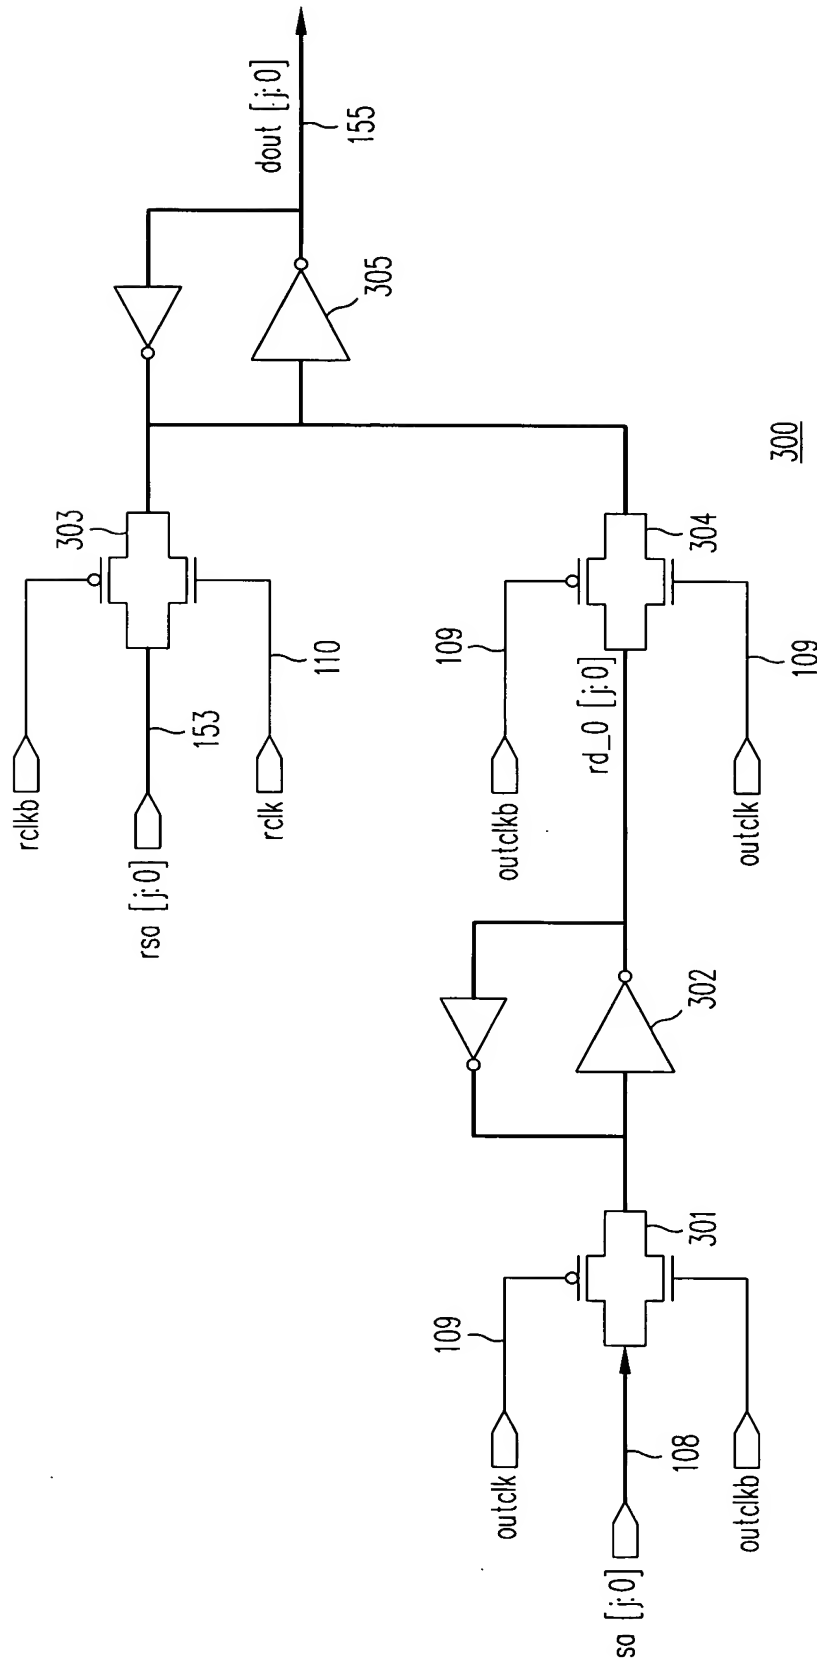 rclkb
rsa [j:0]
153
rclk
110
303
305
dout [j:0]
155
sa [j:0]
108
outclk
109
outclkb
301
302
rd_0 [j:0]
outclkb
109
outclk
109
304
300